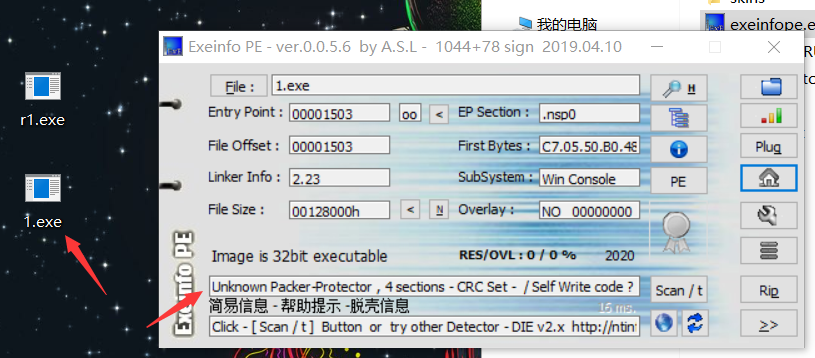 skins
我的电脑
exeinfope.e
Exeinfo PE - ver.0.0.5.6 by A.S.L - 1044+78 sign 2019.04.10
File : 1.exe H
Entry Point : 00001503 oo < EP Section : .nsp0
File Offset : 00001503 First Bytes : C7.05.50.B0.48 Plug
Linker Info : 2.23 SubSystem : Win Console PE
File Size : 00128000h < N Overlay : NO 00000000
Image is 32bit executable RES/OVL : 0 / 0 % 2020
Unknown Packer-Protector , 4 sections - CRC Set - / Self Write code ? Scan / t Rip
简易信息 - 帮助提示 -脱壳信息 16 ms.
Click - [ Scan / t ] Button or try other Detector - DIE v2.x http://ntin >>
Exeinfo PE
r1.exe
1.exe